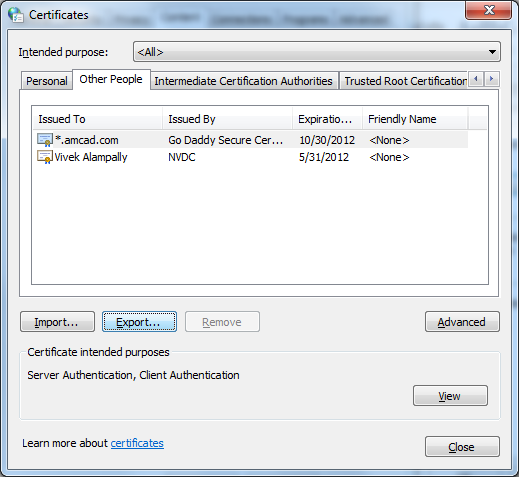 Certificates
Intended purpose: <All>
Personal Other People Intermediate Certification Authorities Trusted Root Certification
Issued To Issued By Expiratio... Friendly Name
*.amcad.com Go Daddy Secure Cer... 10/30/2012 <None>
Vivek Alampally NVDC 5/31/2012 <None>
Import... Export... Remove Advanced
Certificate intended purposes
Server Authentication, Client Authentication
View
Learn more about certificates
Close